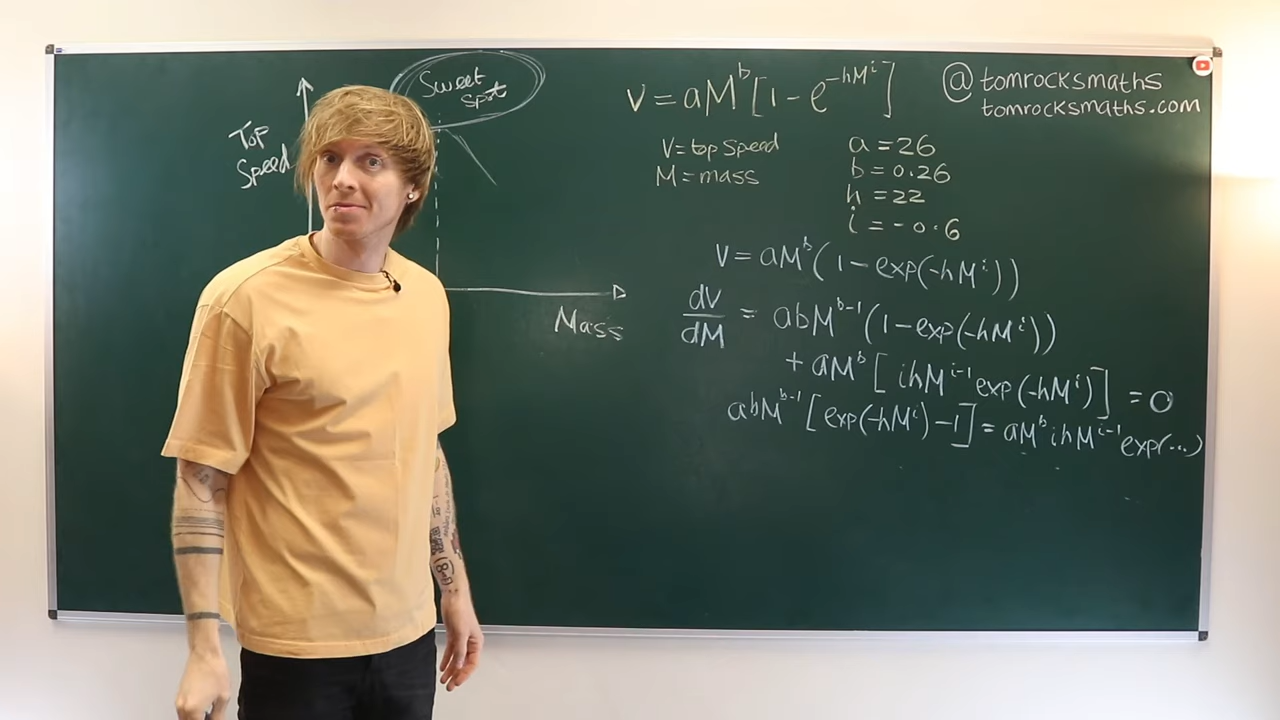 Sweet
spot
Top
Speed
Mass
V = aM^b [1 - e^{-hM^i}]
@ tomrocksmaths
tomrocksmaths.com
V = top Speed
M = mass
a = 26
b = 0.26
h = 22
i = -0.6
V = aM^b (1 - exp(-hM^i))
dV/dM = abM^{b-1} (1 - exp(-hM^i))
+ aM^b [ihM^{i-1} exp(-hM^i)] = 0
abM^{b-1} [exp(-hM^i) - 1] = aM^b ihM^{i-1} exp(...)